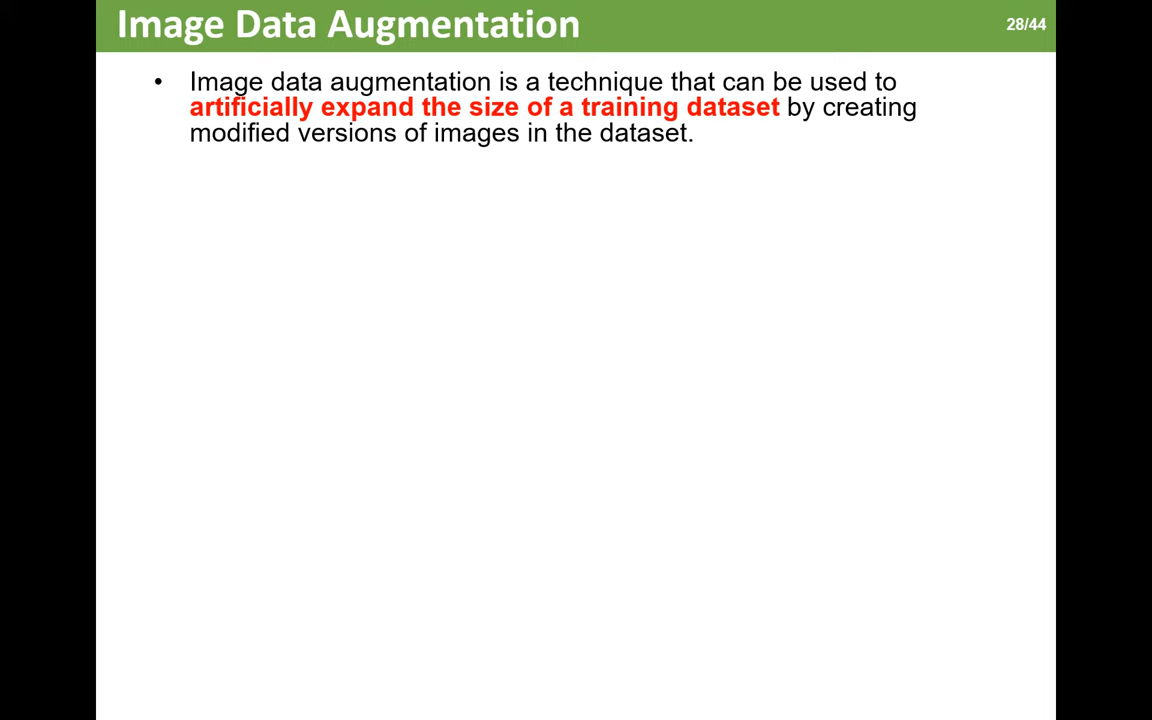 Image Data Augmentation
28/44
• Image data augmentation is a technique that can be used to
artificially expand the size of a training dataset by creating
modified versions of images in the dataset.